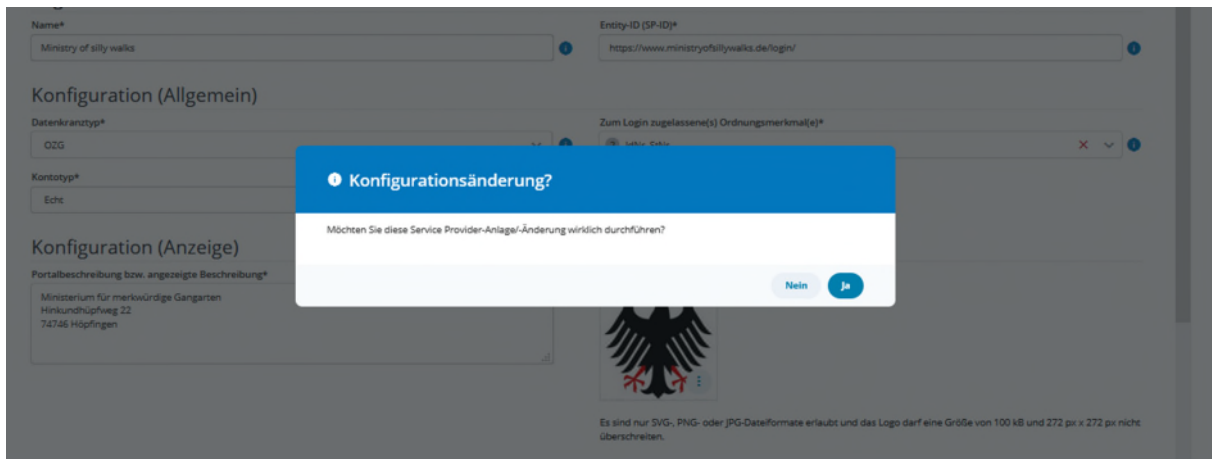 Name*
Entity-ID (SP-ID)*
Ministry of silly walks
https://www.ministryofsillywalks.de/login/
Konfiguration (Allgemein)
Datenkranztyp*
Zum Login zugelassene(s) Ordnungsmerkmal(e)*
OZG
Kontotyp*
Echt
Konfigurationsänderung?
Möchten Sie diese Service Provider-Anlage/-Änderung wirklich durchführen?
Nein
Ja
Konfiguration (Anzeige)
Portalbeschreibung bzw. angezeigte Beschreibung*
Ministerium für merkwürdige Gangarten
Hinkundhüpfweg 22
74746 Höpfingen
Es sind nur SVG-, PNG- oder JPG-Dateiformate erlaubt und das Logo darf eine Größe von 100 kB und 272 px x 272 px nicht
überschreiten.